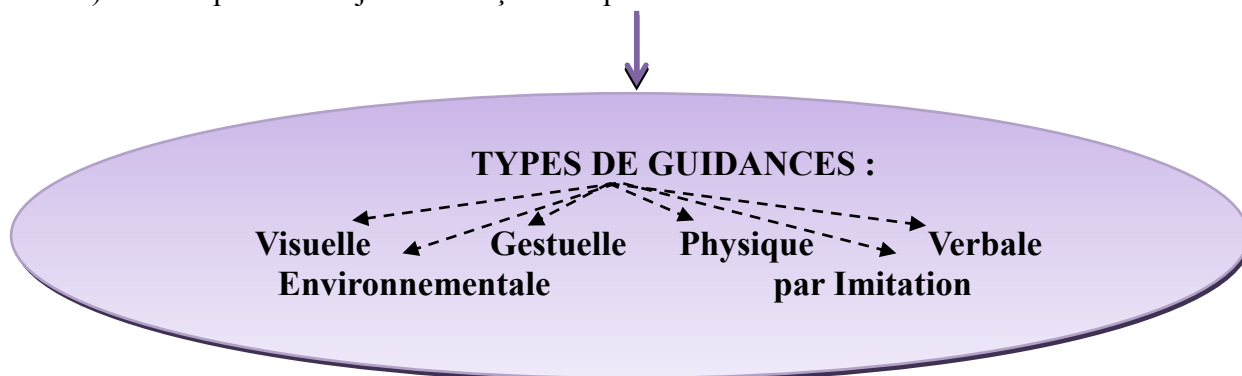 TYPES DE GUIDANCES :
Visuelle Gestuelle Physique Verbale
Environnementale par Imitation